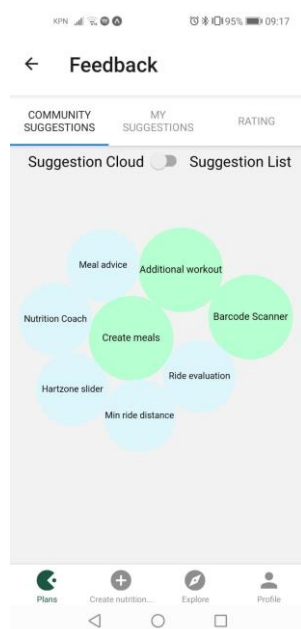 KPN 95% 09:17
Feedback
COMMUNITY
SUGGESTIONS
MY
SUGGESTIONS
RATING
Suggestion Cloud Suggestion List
Meal advice
Additional workout
Nutrition Coach
Barcode Scanner
Create meals
Ride evaluation
Hartzone slider
Min ride distance
Plans
Create nutrition...
Explore
Profile